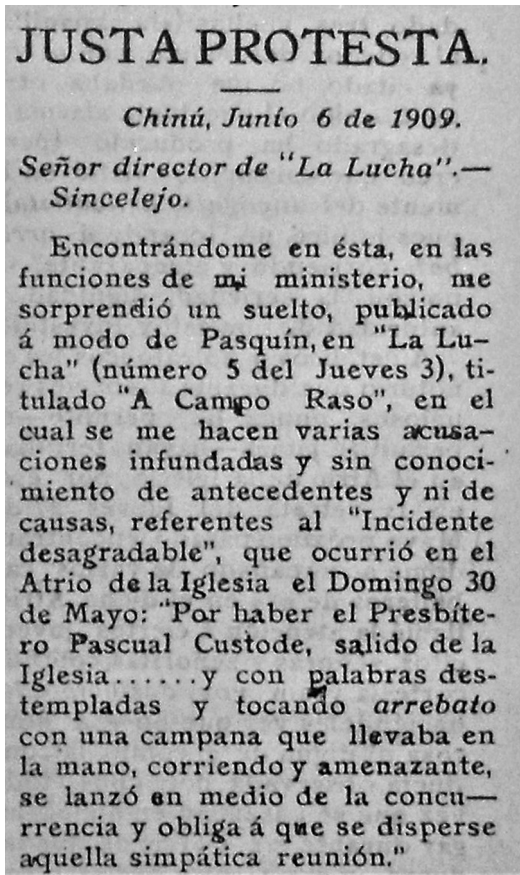 JUSTA PROTESTA.
Chinú, Junio 6 de 1909.
Señor director de "La Lucha".—
Sincelejo.
Encontrándome en ésta, en las
funciones de mi ministerio, me
sorprendió un suelto, publicado
á modo de Pasquín, en "La Lu-
cha" (número 5 del Jueves 3), ti-
tulado "A Campo Raso", en el
cual se me hacen varias acusa-
ciones infundadas y sin conoci-
miento de antecedentes y ni de
causas, referentes al "Incidente
desagradable", que ocurrió en el
Atrio de la Iglesia el Domingo 30
de Mayo: "Por haber el Presbíte-
ro Pascual Custode, salido de la
Iglesia......y con palabras des-
templadas y tocando arrebato
con una campana que llevaba en
la mano, corriendo y amenazante,
se lanzó en medio de la concu—
rrencia y obliga á que se disperse
aquella simpática reunión."